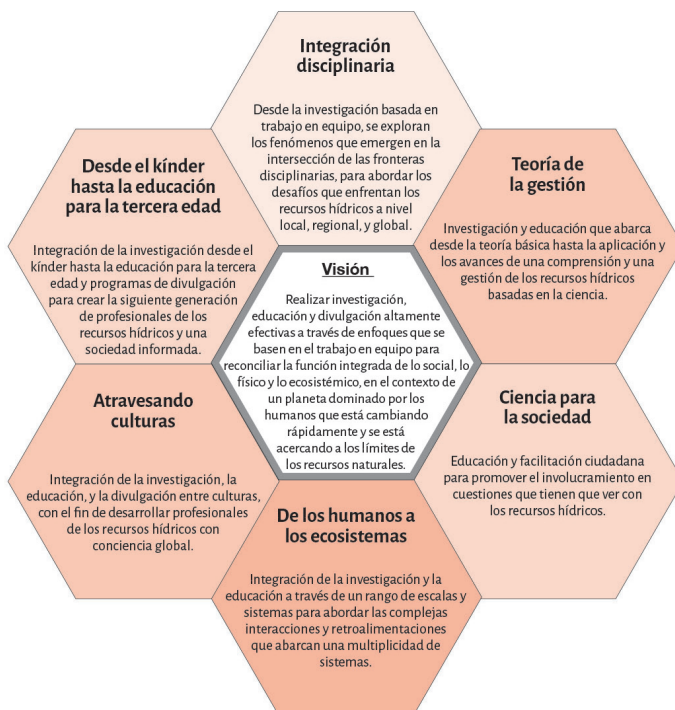 Integración
disciplinaria
Desde la investigación basada en
trabajo en equipo, se exploran
los fenómenos que emergen en la
intersección de las fronteras
disciplinarias, para abordar los
desafíos que enfrentan los
recursos hídricos a nivel
local, regional, y global.
Desde el kínder
hasta la educación
para la tercera edad
Integración de la investigación desde el
kínder hasta la educación para la tercera
edad y programas de divulgación
para crear la siguiente generación
de profesionales de los
recursos hídricos y una
sociedad informada.
Teoría de
la gestión
Investigación y educación que abarca
desde la teoría básica hasta la aplicación y
los avances de una comprensión y una
gestión de los recursos hídricos
basadas en la ciencia.
Visión
Realizar investigación,
educación y divulgación altamente
efectivas a través de enfoques que se
basen en el trabajo en equipo para
reconciliar la función integrada de lo social, lo
físico y lo ecosistémico, en el contexto de
un planeta dominado por los
humanos que está cambiando
rápidamente y se está
acercando a los límites de
los recursos naturales.
Atravesando
culturas
Integración de la investigación, la
educación, y la divulgación entre culturas,
con el fin de desarrollar profesionales
de los recursos hídricos con
conciencia global.
Ciencia para
la sociedad
Educación y facilitación ciudadana
para promover el involucramiento en
cuestiones que tienen que ver con
los recursos hídricos.
De los humanos a
los ecosistemas
Integración de la investigación y la
educación a través de un rango de escalas y
sistemas para abordar las complejas
interacciones y retroalimentaciones
que abarcan una multiplicidad de
sistemas.